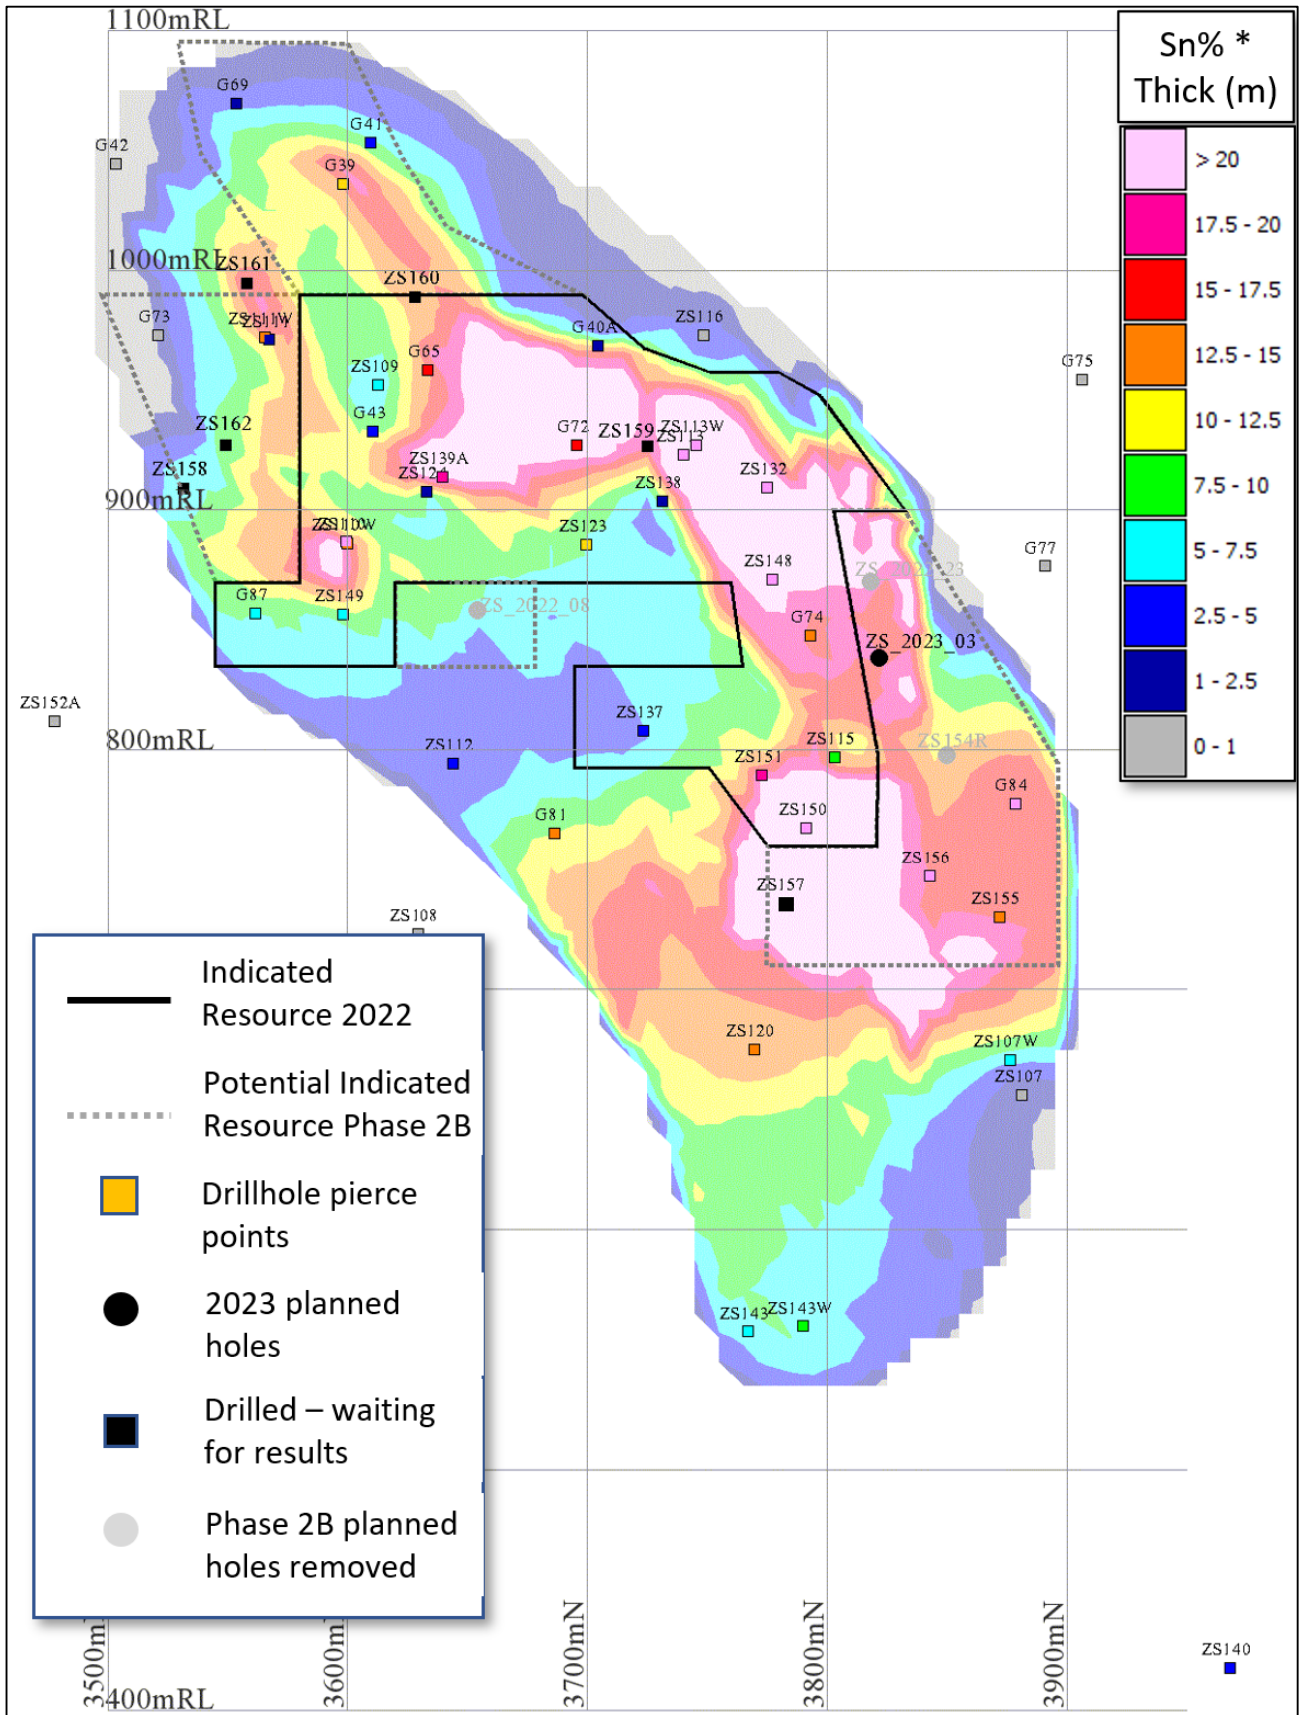 1100mRL
Sn% *
Thick (m)
> 20
17.5 - 20
15 - 17.5
12.5 - 15
10 - 12.5
7.5 - 10
5 - 7.5
2.5 - 5
1 - 2.5
0 - 1
G69
G41
G42
G39
1000mRL
ZS161
ZS160
G73
ZS111W
G40A
ZS116
G65
G75
ZS109
G43
ZS162
G72
ZS159
ZS113W
ZS113
ZS139A
ZS124
ZS158
ZS138
ZS132
900mRL
ZS110W
ZS123
ZS148
ZS_2022_23
G77
G87
ZS149
ZS_2022_08
G74
ZS_2023_03
ZS152A
ZS137
800mRL
ZS112
ZS151
ZS115
ZS154R
G84
G81
ZS150
ZS156
ZS157
ZS155
ZS108
ZS120
ZS107W
ZS107
ZS143
ZS143W
Indicated
Resource 2022
Potential Indicated
Resource Phase 2B
Drillhole pierce
points
2023 planned
holes
Drilled – waiting
for results
Phase 2B planned
holes removed
3700mN
3800mN
3900mN
ZS140
400mRL